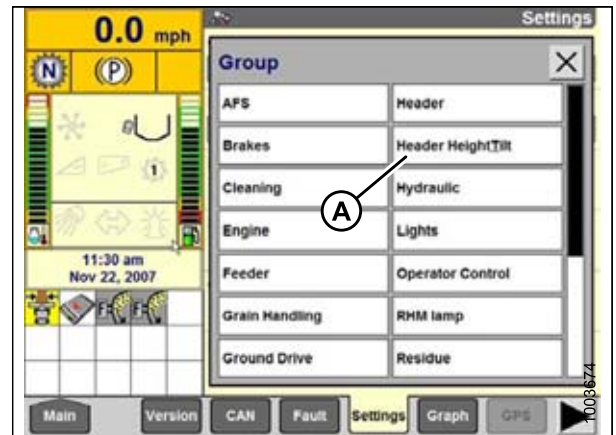 0.0 mph
Settings
N
(P)
1
11:30 am
Nov 22, 2007
F
F
Group
X
AFS
Header
Brakes
Header Height/Tilt
Cleaning
Hydraulic
A
Engine
Lights
Feeder
Operator Control
Grain Handling
RHM lamp
Ground Drive
Residue
Main
Version
CAN
Fault
Settings
Graph
GPS
1003674